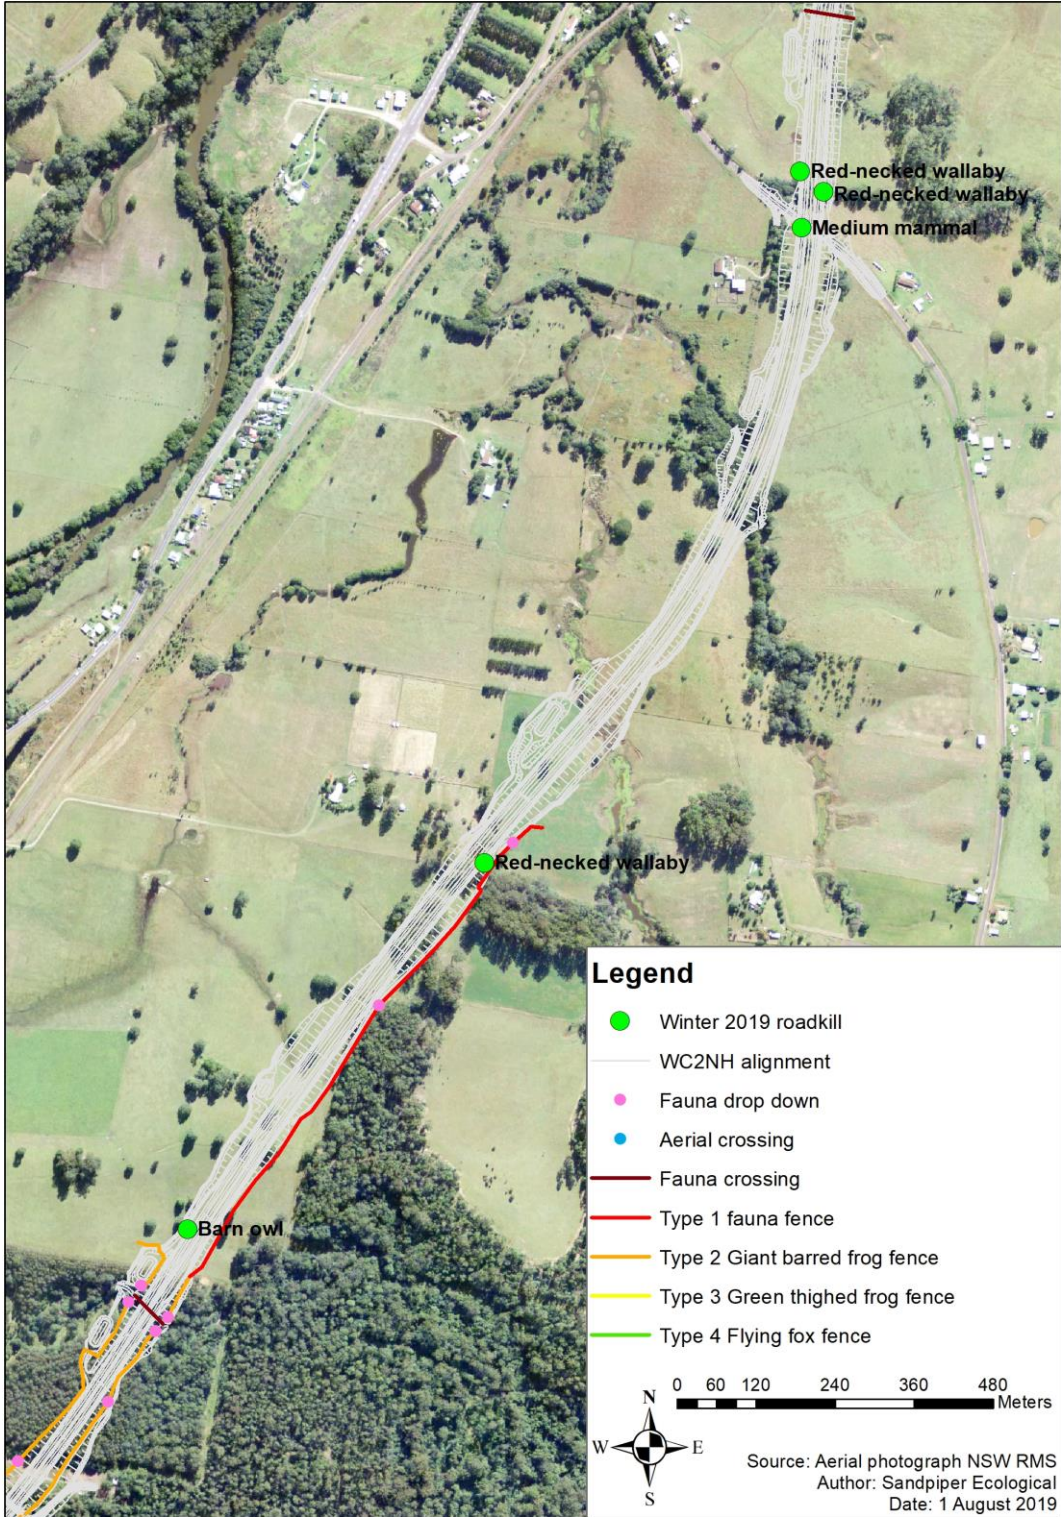 Red-necked wallaby
Red-necked wallaby
Medium mammal
Red-necked wallaby
Barn owl
Legend
Winter 2019 roadkill
WC2NH alignment
Fauna drop down
Aerial crossing
Fauna crossing
Type 1 fauna fence
Type 2 Giant barred frog fence
Type 3 Green thighed frog fence
Type 4 Flying fox fence
0 60 120 240 360 480
Meters
N
W E
S
Source: Aerial photograph NSW RMS
Author: Sandpiper Ecological
Date: 1 August 2019